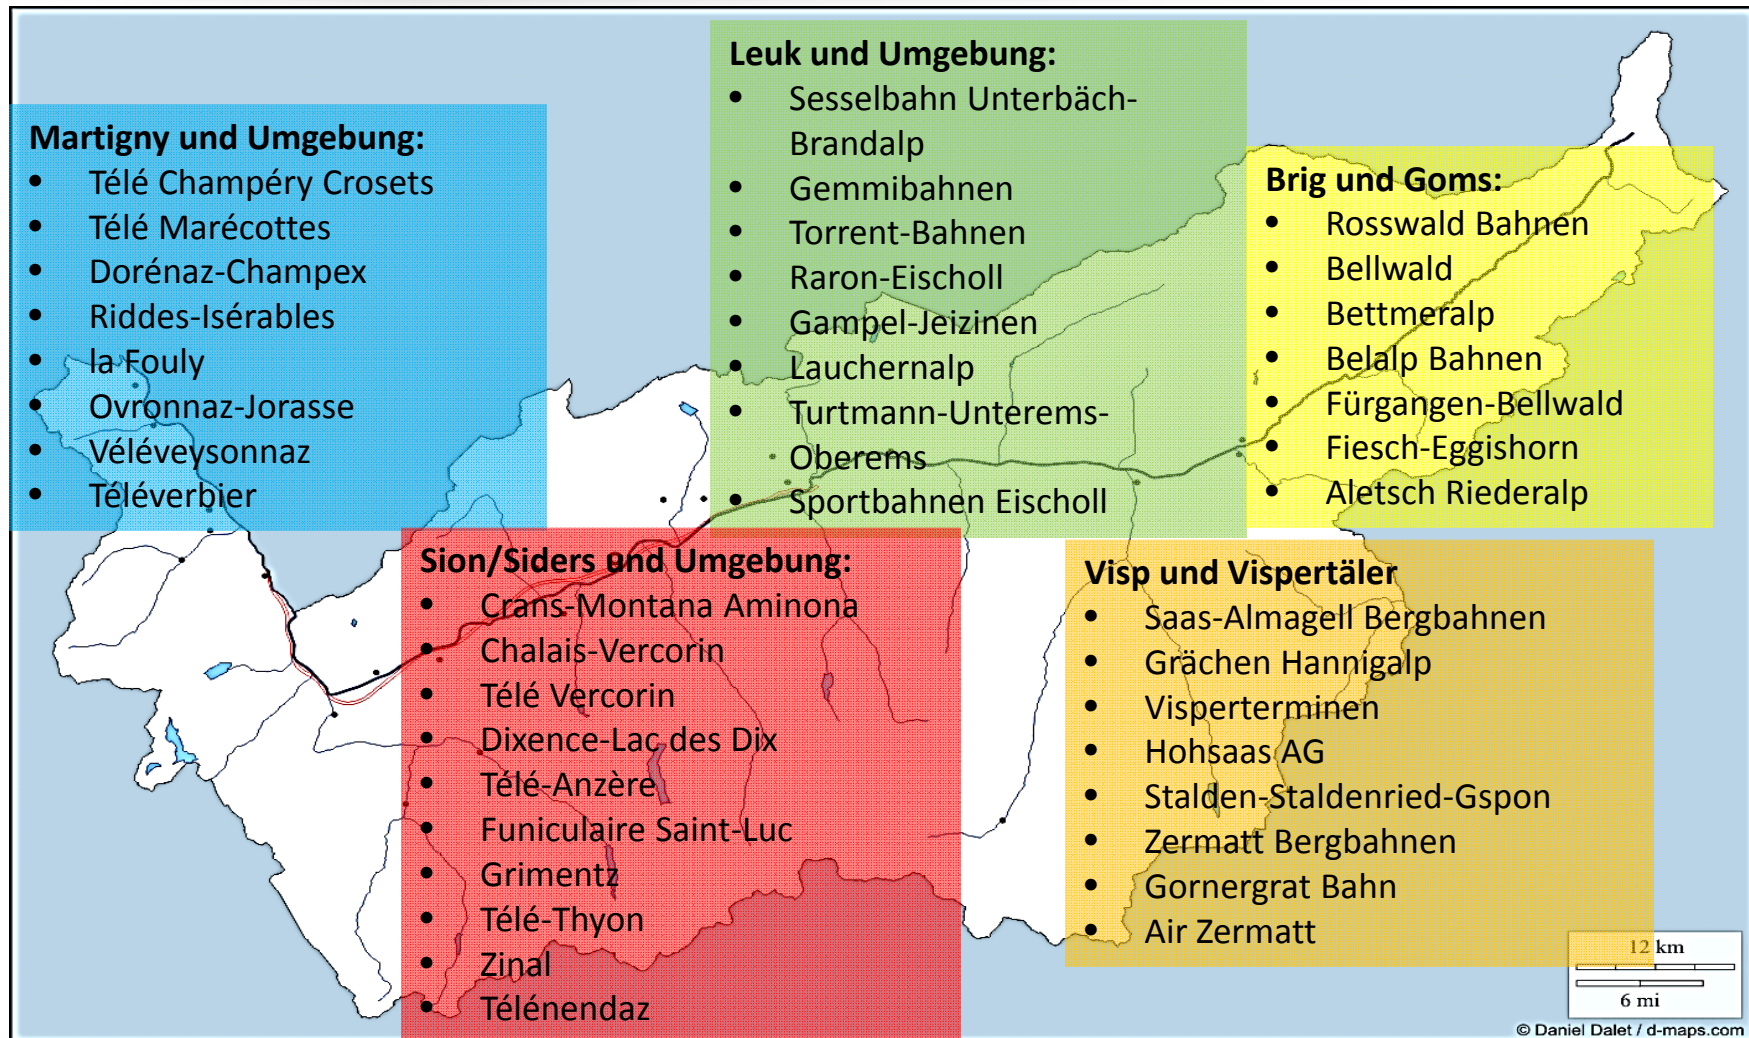 Martigny und Umgebung:
• Télé Champéry Crosets
• Télé Marécottes
• Dorénaz-Champex
• Riddes-Isérables
• la Fouly
• Ovronnaz-Jorasse
• Véléveysonnaz
• Téléverbier
Leuk und Umgebung:
• Sesselbahn Unterbäch-
Brandalp
• Gemmibahnen
• Torrent-Bahnen
• Raron-Eischoll
• Gampel-Jeizinen
• Lauchernalp
• Turtmann-Unterems-
Oberems
• Sportbahnen Eischoll
Brig und Goms:
• Rosswald Bahnen
• Bellwald
• Bettmeralp
• Belalp Bahnen
• Fürgangen-Bellwald
• Fiesch-Eggishorn
• Aletsch Riederalp
Sion/Siders und Umgebung:
• Crans-Montana Aminona
• Chalais-Vercorin
• Télé Vercorin
• Dixence-Lac des Dix
• Télé-Anzère
• Funiculaire Saint-Luc
• Grimentz
• Télé-Thyon
• Zinal
• Télénendaz
Visp und Vispertäler
• Saas-Almagell Bergbahnen
• Grächen Hannigalp
• Visperterminen
• Hohsaas AG
• Stalden-Staldenried-Gspon
• Zermatt Bergbahnen
• Gornergrat Bahn
• Air Zermatt
12 km
6 mi
© Daniel Dalet / d-maps.com